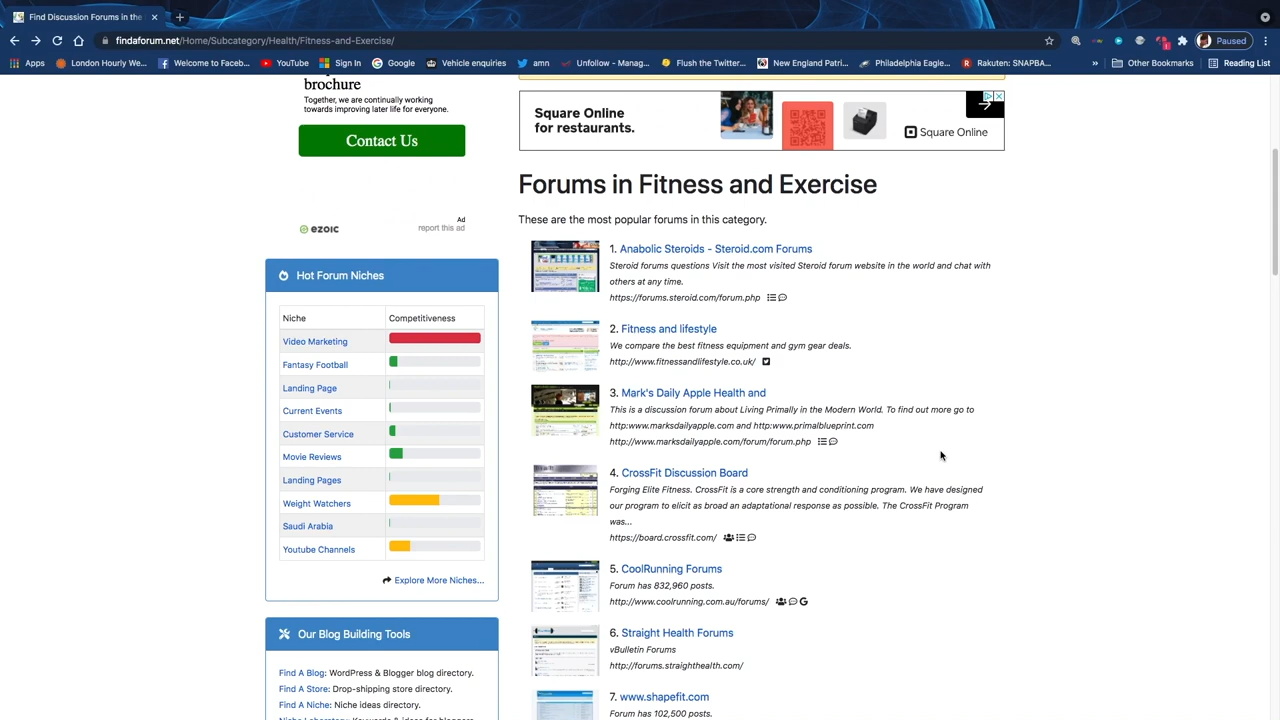 Find Discussion Forums in the
findaforum.net/Home/Subcategory/Health/Fitness-and-Exercise/
Paused
Apps
London Hourly We...
Welcome to Faceb...
YouTube
Sign In
Google
Vehicle enquiries
amn
Unfollow - Manag...
Flush the Twitter...
New England Patri...
Philadelphia Eagle...
Rakuten: SNAPBA...
»
Other Bookmarks
Reading List
brochure
Together, we are continually working
towards improving later life for everyone.
Contact Us
Ad
ezoic
report this ad
Hot Forum Niches
Niche
Competitiveness
Video Marketing
Fantasy Football
Landing Page
Current Events
Customer Service
Movie Reviews
Landing Pages
Weight Watchers
Saudi Arabia
Youtube Channels
Explore More Niches...
Our Blog Building Tools
Find A Blog: WordPress & Blogger blog directory.
Find A Store: Drop-shipping store directory.
Find A Niche: Niche ideas directory.
Square Online
for restaurants.
Square Online
Forums in Fitness and Exercise
These are the most popular forums in this category.
1. Anabolic Steroids - Steroid.com Forums
Steroid forums questions Visit the most visited Steroid forum website in the world and chat with
others at any time.
https://forums.steroid.com/forum.php
2. Fitness and lifestyle
We compare the best fitness equipment and gym gear deals.
http://www.fitnessandlifestyle.co.uk/
3. Mark's Daily Apple Health and
This is a discussion forum about Living Primally in the Modern World. To find out more go to
http:www.marksdailyapple.com and http:www.primalblueprint.com
http://www.marksdailyapple.com/forum/forum.php
4. CrossFit Discussion Board
Forging Elite Fitness. CrossFit is a core strength and conditioning program. We have designed
our program to elicit as broad an adaptational response as possible. The CrossFit Program
was...
https://board.crossfit.com/
5. CoolRunning Forums
Forum has 832,960 posts.
http://www.coolrunning.com.au/forums/
6. Straight Health Forums
vBulletin Forums
http://forums.straighthealth.com/
7. www.shapefit.com
Forum has 102,500 posts.